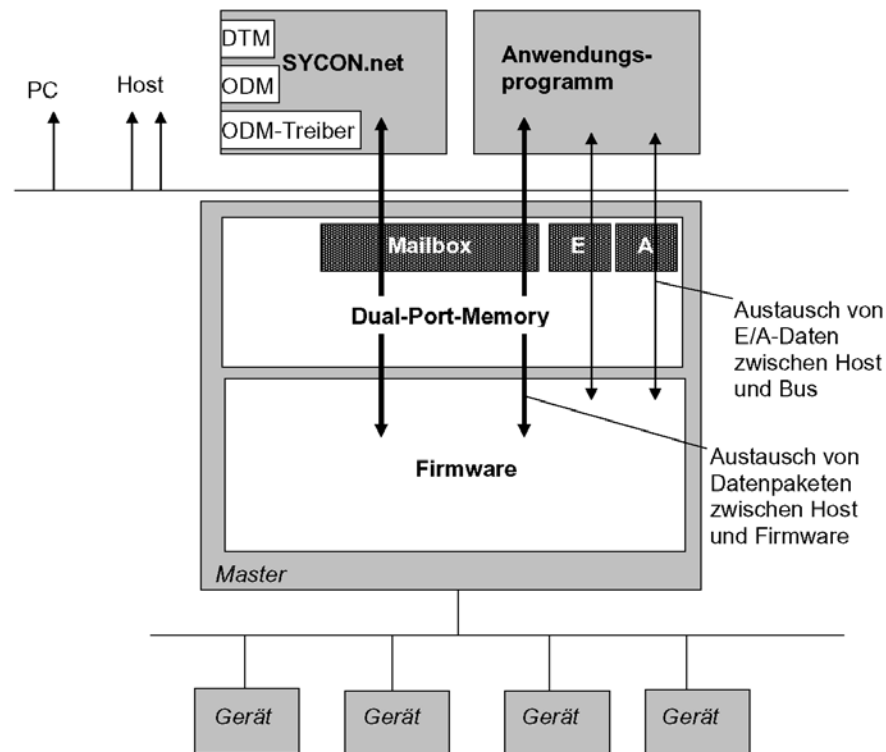 DTM
SYCON.net
ODM
ODM-Treiber
Anwendungs-
programm
PC
Host
Mailbox
E
A
Dual-Port-Memory
Austausch von
E/A-Daten
zwischen Host
und Bus
Firmware
Austausch von
Datenpaketen
zwischen Host
und Firmware
Master
Gerät
Gerät
Gerät
Gerät